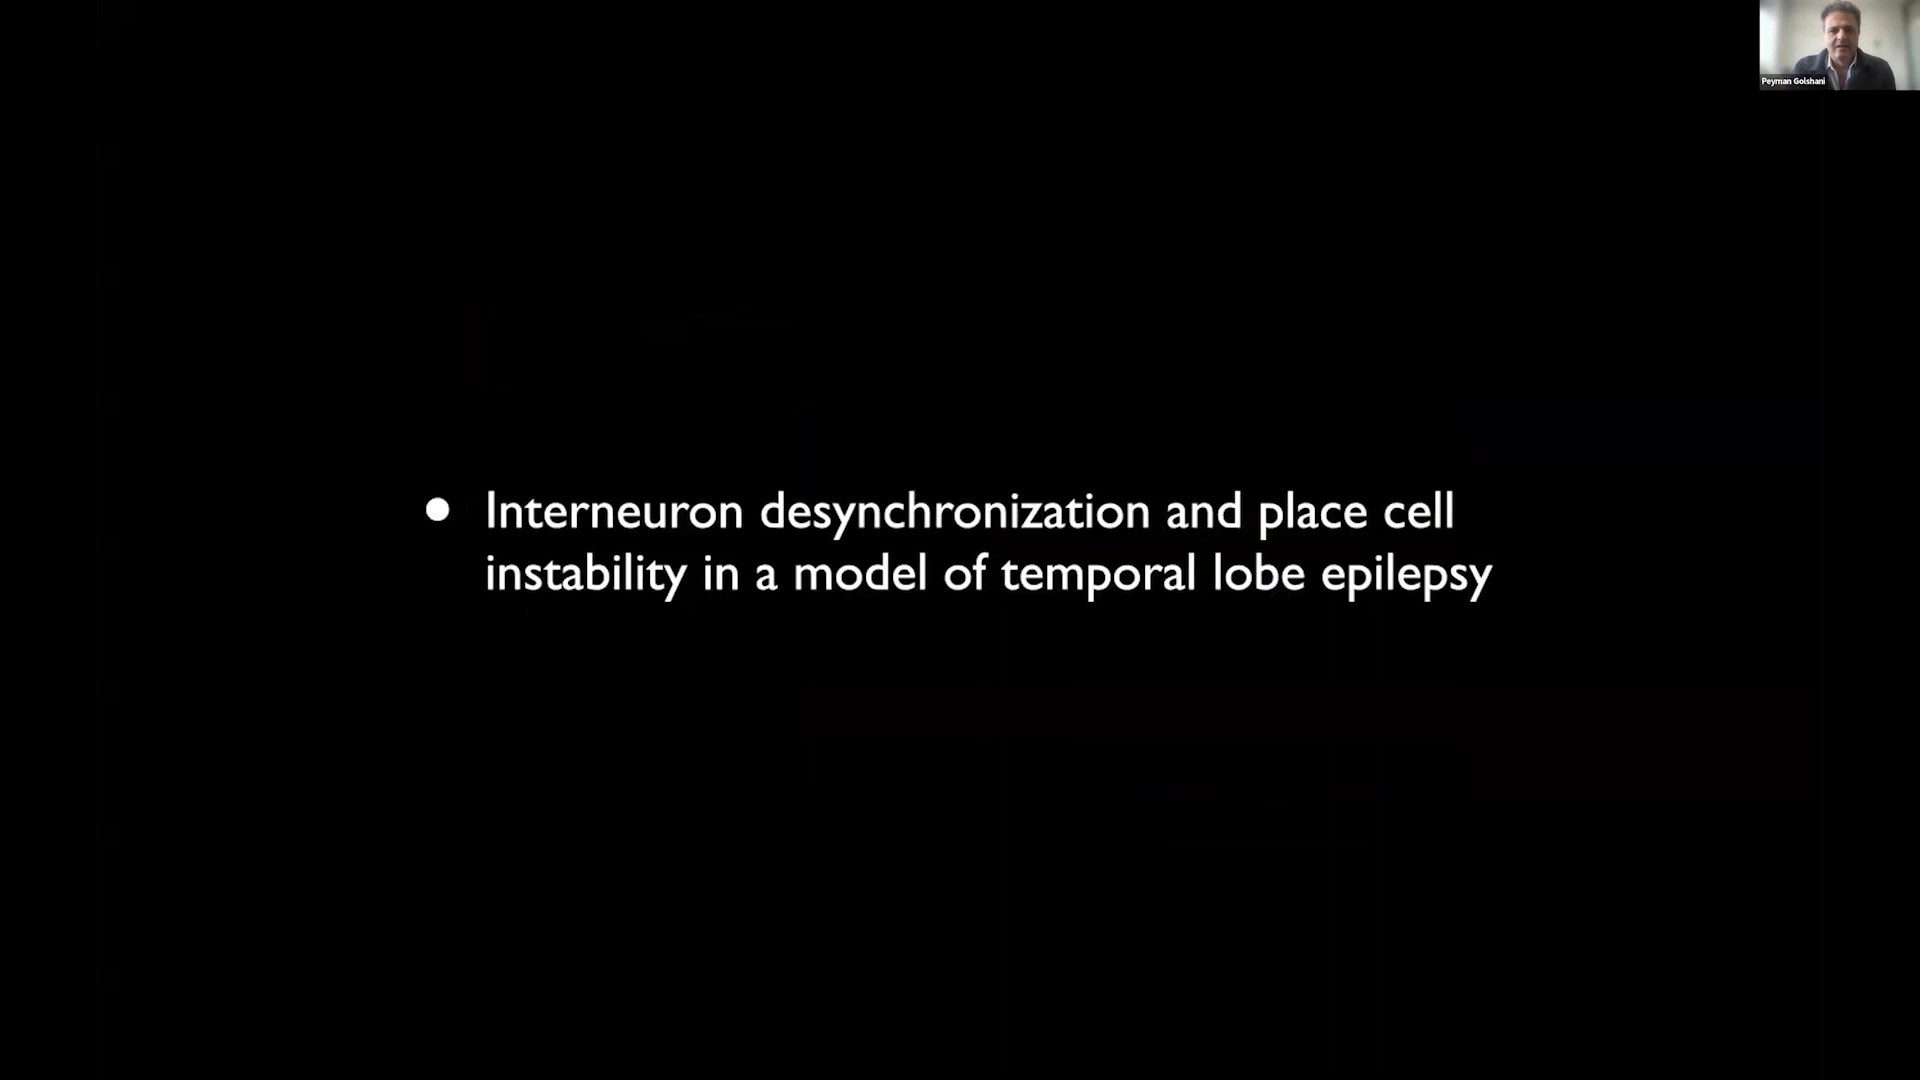 Peyman Golshani
● Interneuron desynchronization and place cell
instability in a model of temporal lobe epilepsy